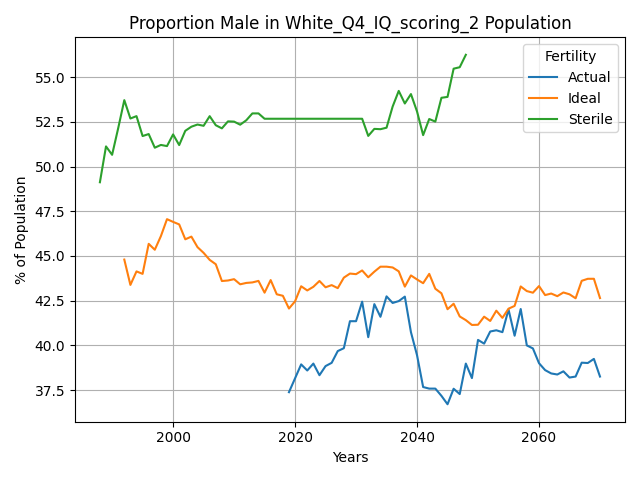 Proportion Male in White_Q4_IQ_scoring_2 Population
Fertility
Actual
Ideal
Sterile
% of Population
55.0
52.5
50.0
47.5
45.0
42.5
40.0
37.5
2000
2020
2040
2060
Years